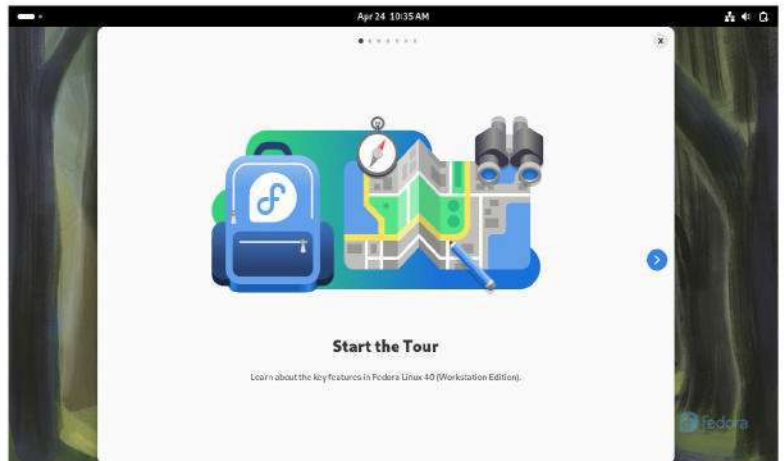 Apr 24 10:35 AM
Start the Tour
Learn about the key features in Fedora Linux 40 (Workstation Edition).
fedora